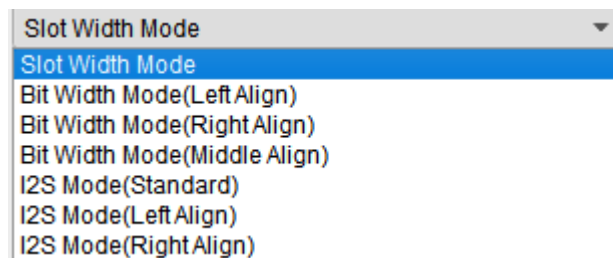 Slot Width Mode
Slot Width Mode
Bit Width Mode(Left Align)
Bit Width Mode(Right Align)
Bit Width Mode(Middle Align)
I2S Mode(Standard)
I2S Mode(Left Align)
I2S Mode(Right Align)